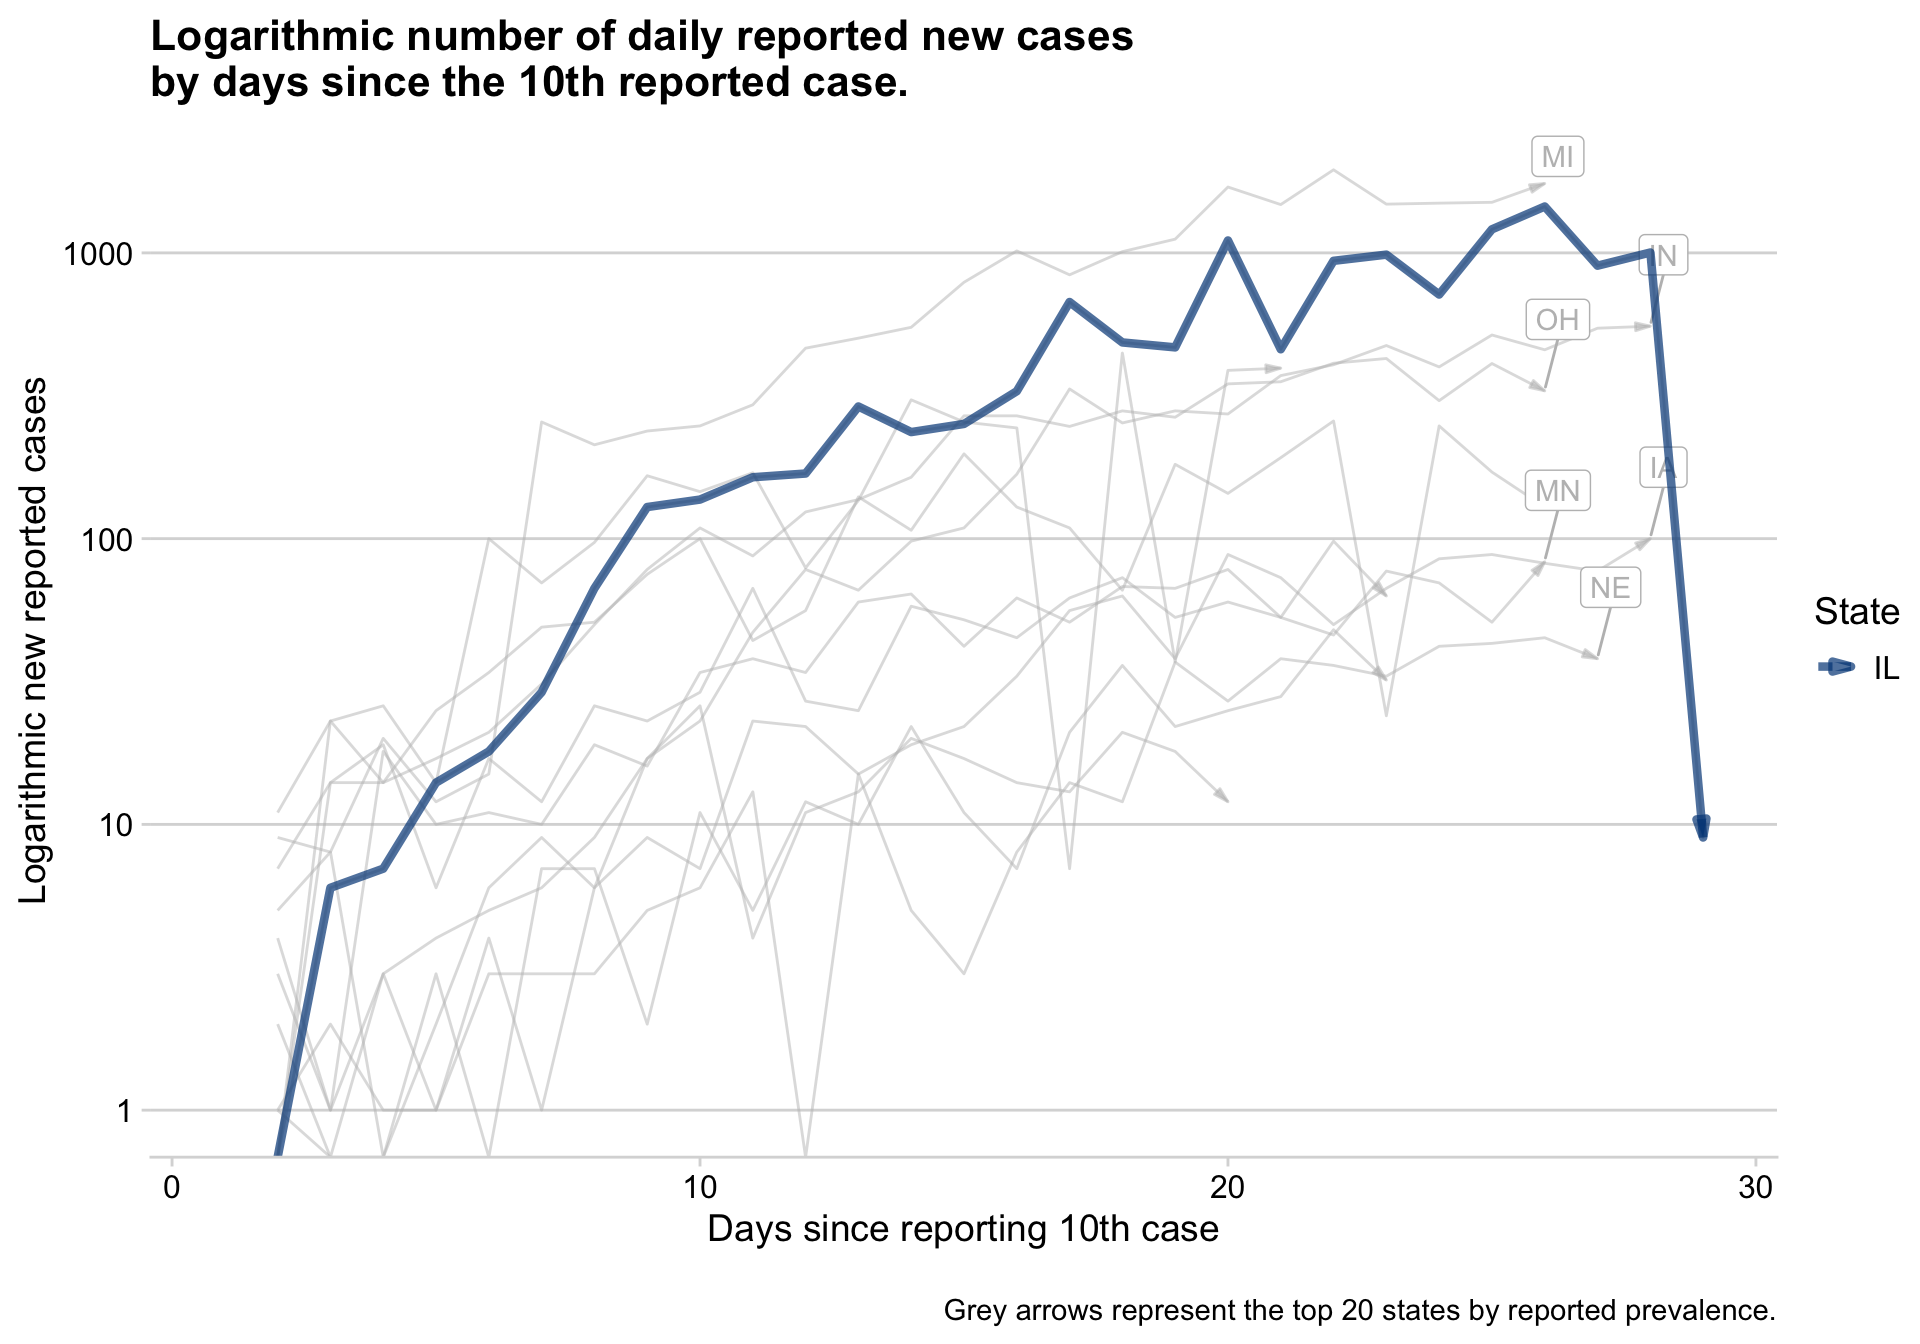 Logarithmic number of daily reported new cases
by days since the 10th reported case.
MI
1000
IN
OH
IA
MN
100
NE
Logarithmic new reported cases
State
IL
10
1
0
10
20
30
Days since reporting 10th case
Grey arrows represent the top 20 states by reported prevalence.